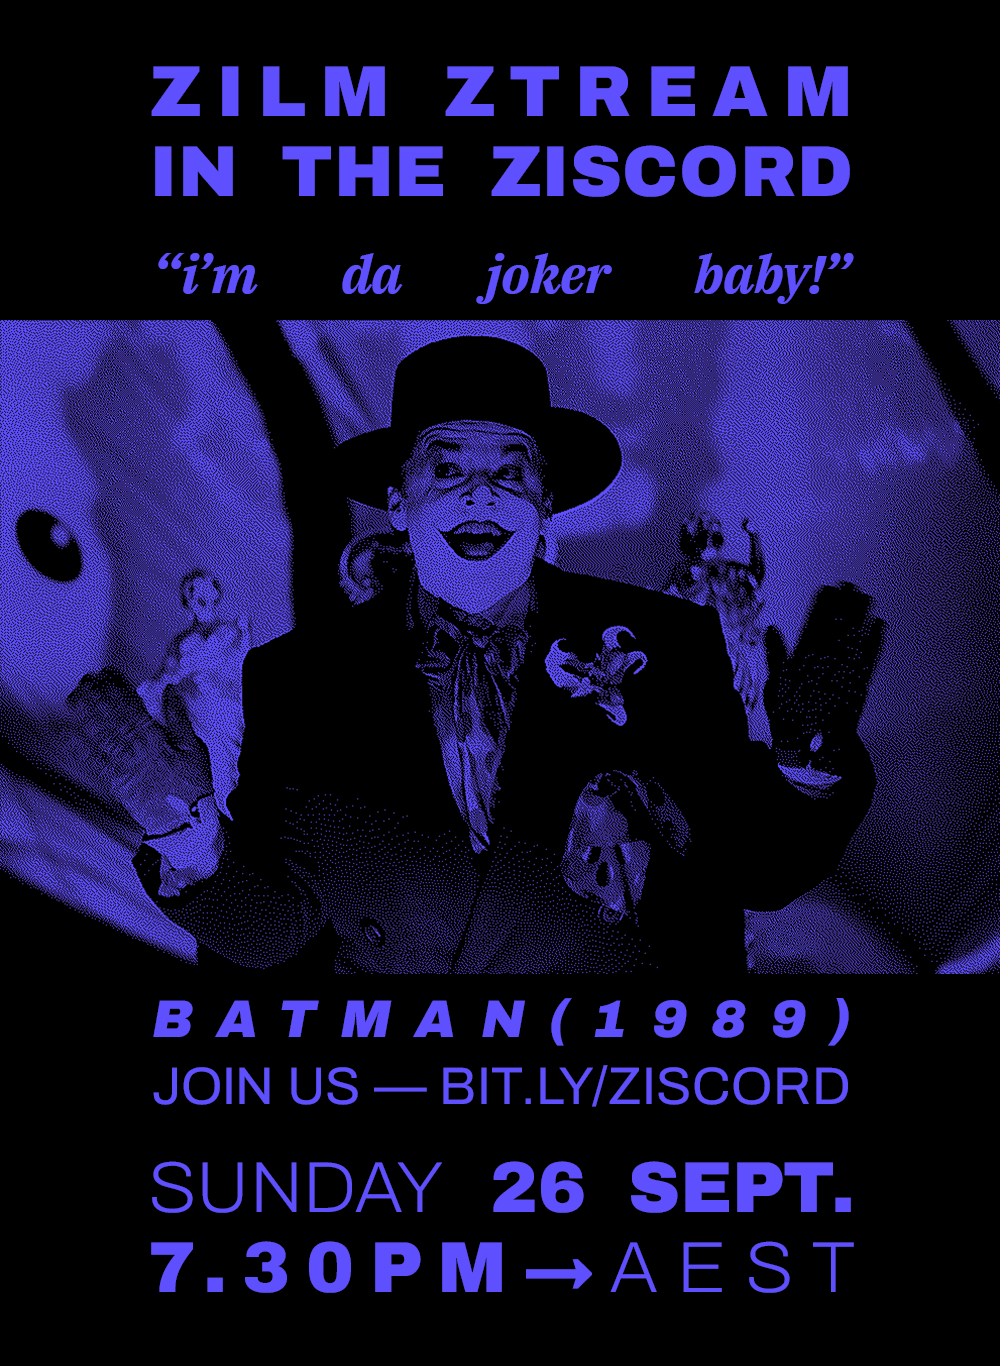 ZILM ZTREAM
IN THE ZISCORD
“i’m da joker baby!”
BATMAN(1989)
JOIN US — BIT.LY/ZISCORD
SUNDAY 26 SEPT.
7.30PM→AEST